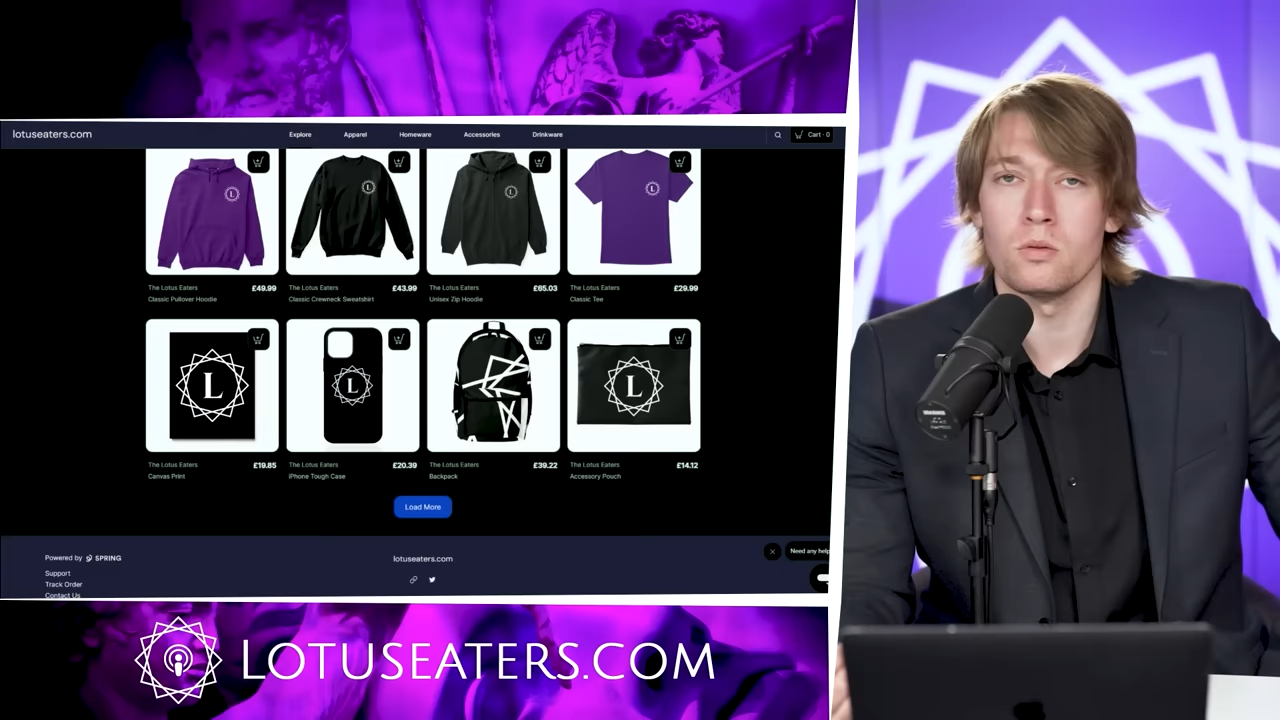 lotuseaters.com
Explore Apparel Homeware Accessories Drinkware
Cart · 0
L
L
L
L
The Lotus Eaters £49.99
Classic Pullover Hoodie
The Lotus Eaters £43.99
Classic Crewneck Sweatshirt
The Lotus Eaters £65.03
Unisex Zip Hoodie
The Lotus Eaters £29.99
Classic Tee
L
L
L
The Lotus Eaters £19.85
Canvas Print
The Lotus Eaters £20.39
iPhone Tough Case
The Lotus Eaters £39.22
Backpack
The Lotus Eaters £14.12
Accessory Pouch
Load More
Powered by SPRING
lotuseaters.com
Need any help
Support
Track Order
Contact Us
LOTUSEATERS.COM